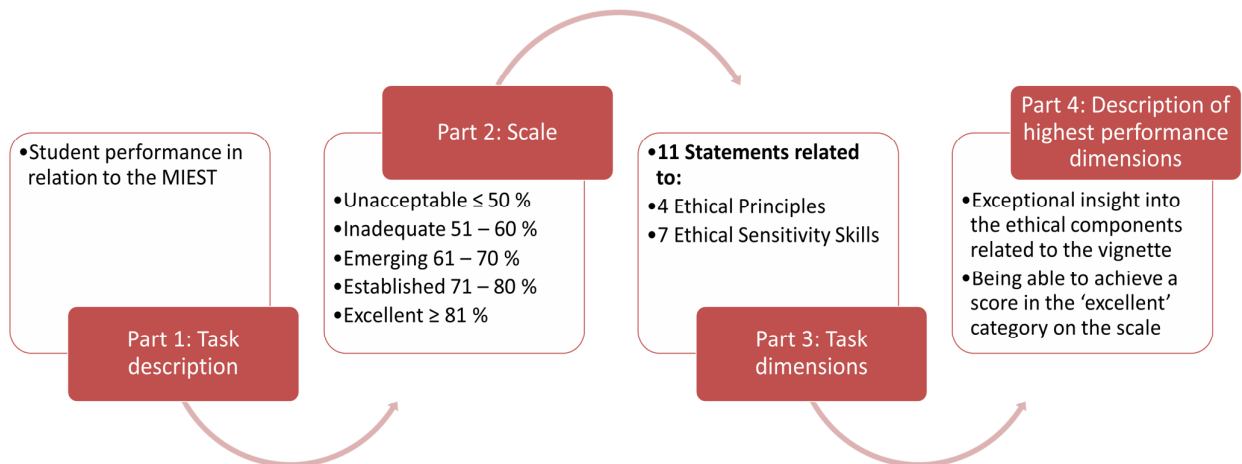 •Student performance in
relation to the MIEST
Part 1: Task
description
Part 2: Scale
•Unacceptable ≤ 50 %
•Inadequate 51 – 60 %
•Emerging 61 – 70 %
•Established 71 – 80 %
•Excellent ≥ 81 %
•11 Statements related
to:
•4 Ethical Principles
•7 Ethical Sensitivity Skills
Part 3: Task
dimensions
Part 4: Description of
highest performance
dimensions
•Exceptional insight into
the ethical components
related to the vignette
•Being able to achieve a
score in the ‘excellent’
category on the scale